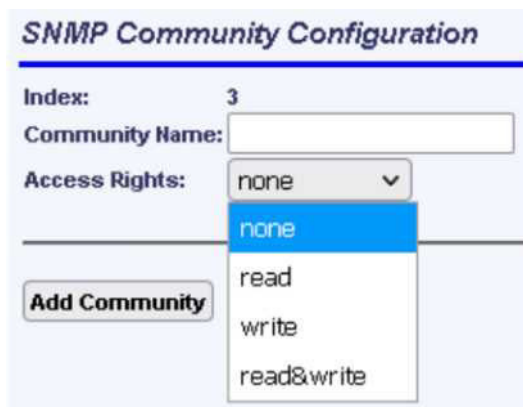 SNMP Community Configuration
Index: 3
Community Name:
Access Rights: none
none
read
Add Community
write
read&write